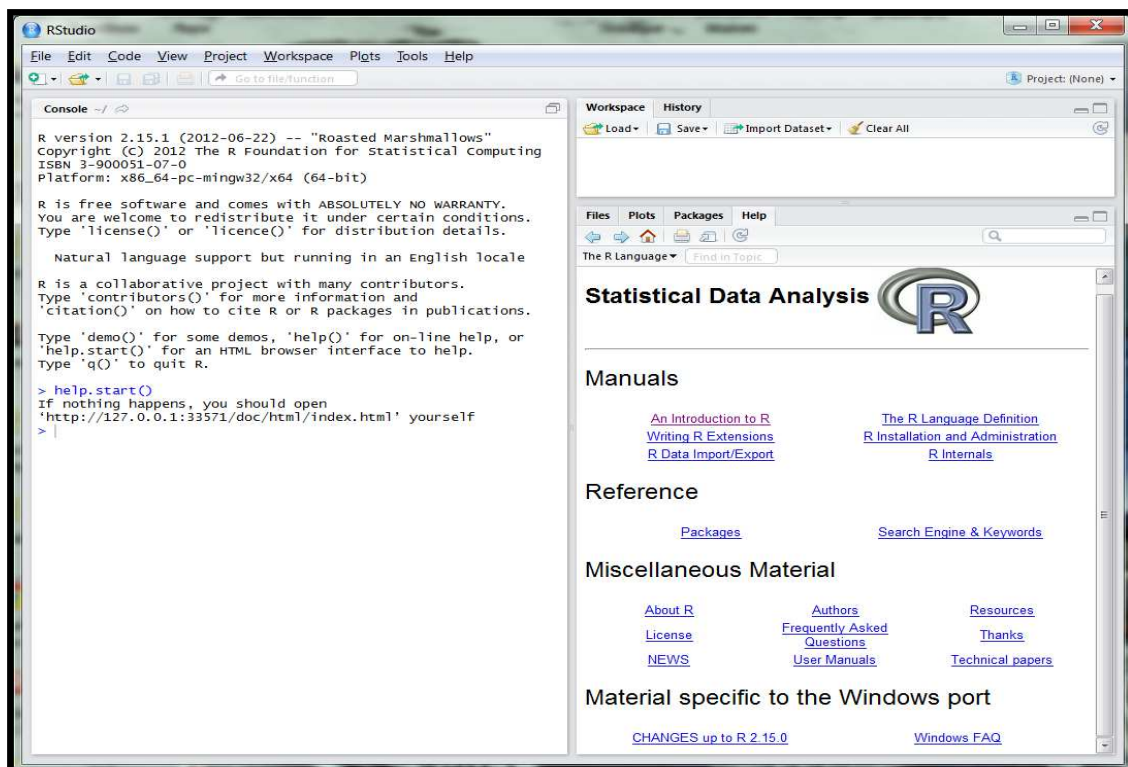 RStudio
File Edit Code View Project Workspace Plots Tools Help
Go to file/function
Project: (None)
Console ~/
R version 2.15.1 (2012-06-22) -- "Roasted Marshmallows"
Copyright (C) 2012 The R Foundation for Statistical Computing
ISBN 3-900051-07-0
Platform: x86_64-pc-mingw32/x64 (64-bit)
R is free software and comes with ABSOLUTELY NO WARRANTY.
You are welcome to redistribute it under certain conditions.
Type 'license()' or 'licence()' for distribution details.
Natural language support but running in an English locale
R is a collaborative project with many contributors.
Type 'contributors()' for more information and
'citation()' on how to cite R or R packages in publications.
Type 'demo()' for some demos, 'help()' for on-line help, or
'help.start()' for an HTML browser interface to help.
Type 'q()' to quit R.
> help.start()
If nothing happens, you should open
‘http://127.0.0.1:33571/doc/html/index.html’ yourself
>
Workspace History
Load Save Import Dataset Clear All
Files Plots Packages Help
The R Language Find in Topic
Statistical Data Analysis R
Manuals
An Introduction to R The R Language Definition
Writing R Extensions R Installation and Administration
R Data Import/Export R Internals
Reference
Packages Search Engine & Keywords
Miscellaneous Material
About R Authors Resources
License Frequently Asked Questions Thanks
NEWS User Manuals Technical papers
Material specific to the Windows port
CHANGES up to R 2.15.0 Windows FAQ